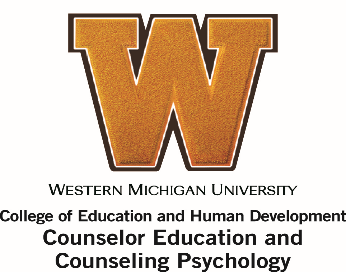 W
WESTERN MICHIGAN UNIVERSITY
College of Education and Human Development
Counselor Education and
Counseling Psychology